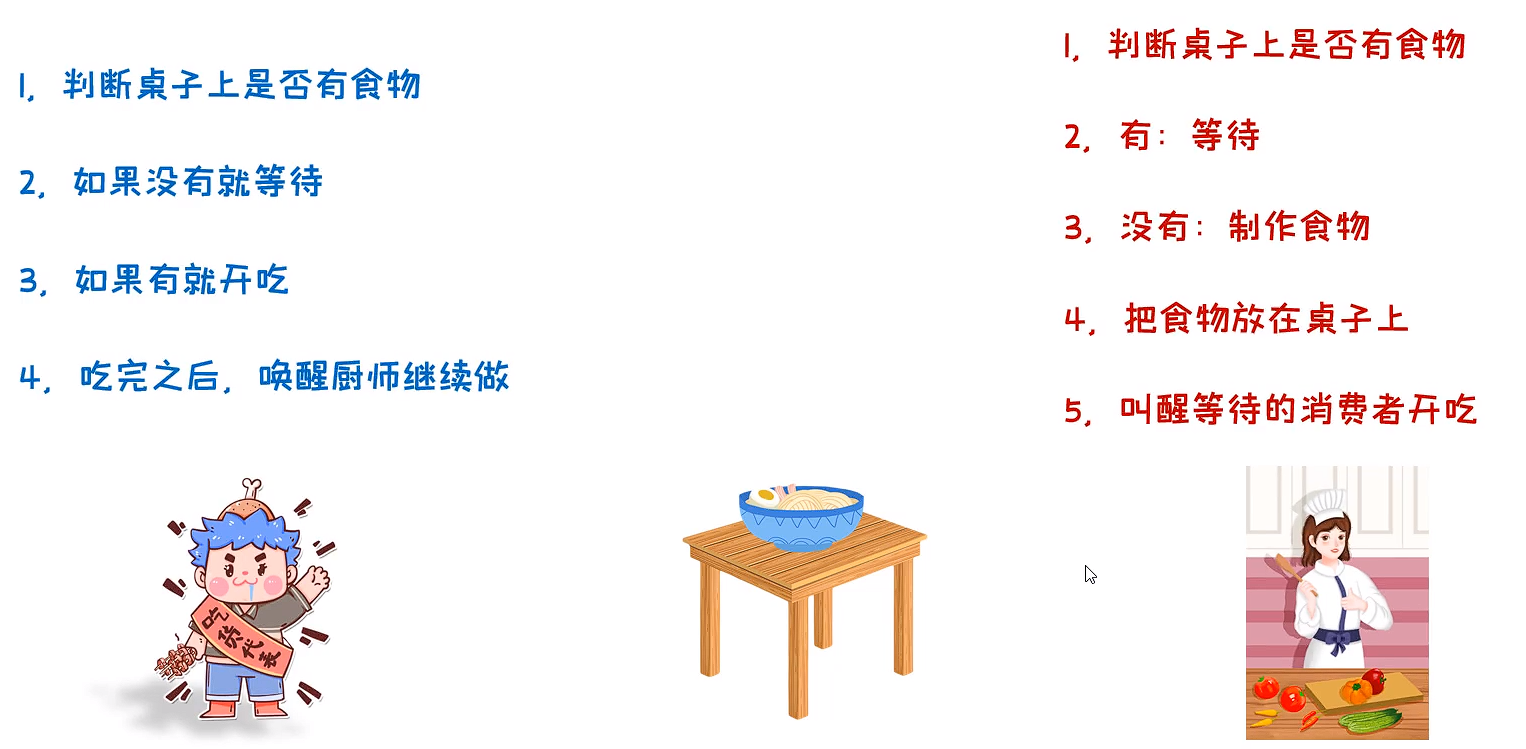 1, 判断桌子上是否有食物
2, 如果没有就等待
3, 如果有就开吃
4, 吃完之后, 唤醒厨师继续做
1, 判断桌子上是否有食物
2, 有: 等待
3, 没有: 制作食物
4, 把食物放在桌子上
5, 叫醒等待的消费者开吃
吃货代表